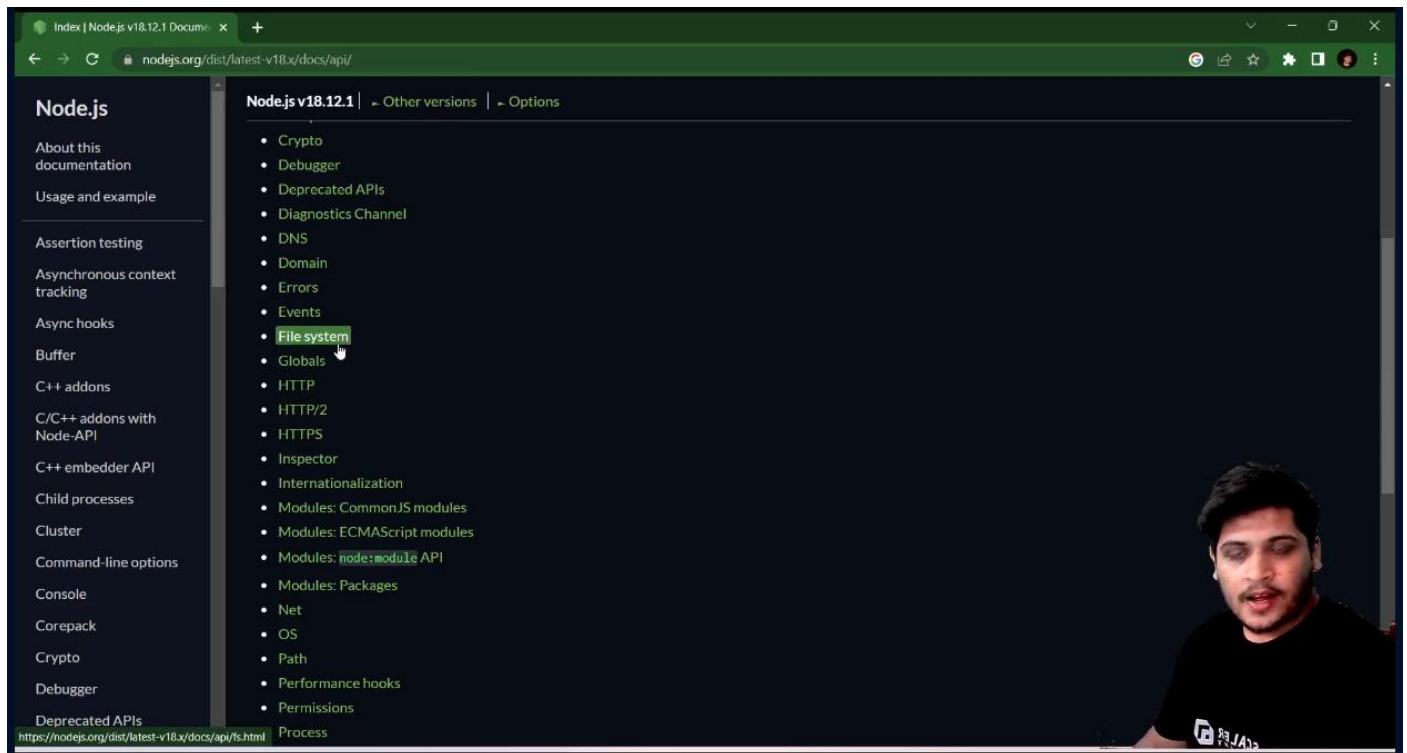 Index | Node.js v18.12.1 Docume
nodejs.org/dist/latest-v18.x/docs/api/
Node.js
About this
documentation
Usage and example
Assertion testing
Asynchronous context
tracking
Async hooks
Buffer
C++ addons
C/C++ addons with
Node-API
C++ embedder API
Child processes
Cluster
Command-line options
Console
Corepack
Crypto
Debugger
Deprecated APIs
https://nodejs.org/dist/latest-v18.x/docs/api/fs.html
Node.js v18.12.1 | ► Other versions | ► Options
• Crypto
• Debugger
• Deprecated APIs
• Diagnostics Channel
• DNS
• Domain
• Errors
• Events
• File system
• Globals
• HTTP
• HTTP/2
• HTTPS
• Inspector
• Internationalization
• Modules: CommonJS modules
• Modules: ECMAScript modules
• Modules: node:module API
• Modules: Packages
• Net
• OS
• Path
• Performance hooks
• Permissions
Process